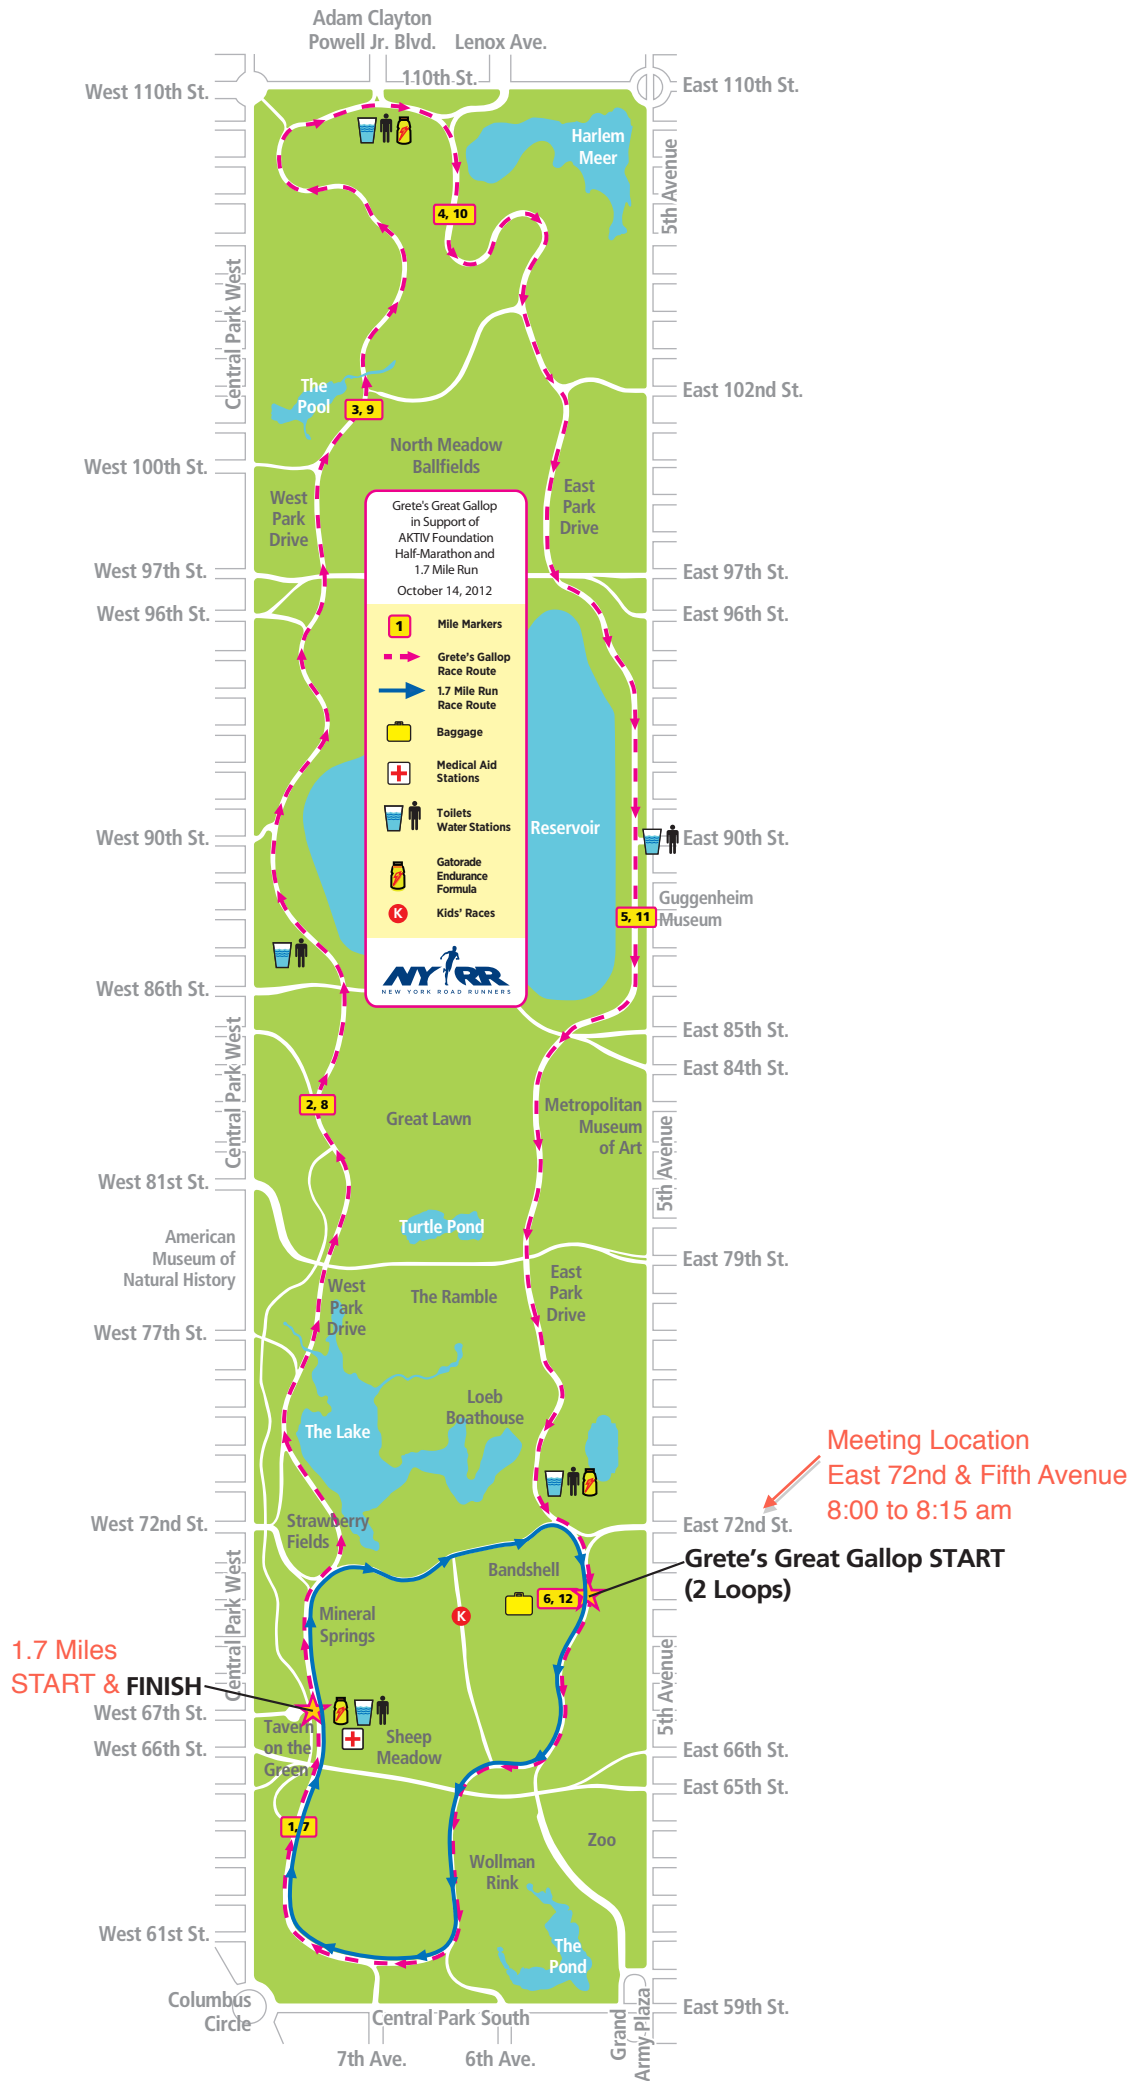 Adam Clayton
Powell Jr. Blvd.
Lenox Ave.
110th St.
West 110th St.
East 110th St.
Harlem
Meer
5th Avenue
4, 10
Central Park West
The
Pool
3, 9
East 102nd St.
North Meadow
Ballfields
West 100th St.
West
Park
Drive
East
Park
Drive
Grete's Great Gallop
in Support of
AKTIV Foundation
Half-Marathon and
1.7 Mile Run
October 14, 2012
1
Mile Markers
Grete's Gallop
Race Route
1.7 Mile Run
Race Route
Baggage
Medical Aid
Stations
Toilets
Water Stations
Gatorade
Endurance
Formula
K
Kids' Races
NYRR
NEW YORK ROAD RUNNERS
West 97th St.
East 97th St.
West 96th St.
East 96th St.
Reservoir
West 90th St.
East 90th St.
Guggenheim
Museum
5, 11
West 86th St.
East 85th St.
East 84th St.
Central Park West
2, 8
Great Lawn
Metropolitan
Museum
of Art
5th Avenue
West 81st St.
Turtle Pond
American
Museum of
Natural History
East 79th St.
West
Park
Drive
The Ramble
East
Park
Drive
West 77th St.
Loeb
Boathouse
The Lake
Meeting Location
East 72nd & Fifth Avenue
8:00 to 8:15 am
West 72nd St.
Strawberry
Fields
East 72nd St.
Grete's Great Gallop START
(2 Loops)
Bandshell
6, 12
K
Mineral
Springs
Central Park West
5th Avenue
1.7 Miles
START & FINISH
West 67th St.
Tavern
on the
Green
Sheep
Meadow
West 66th St.
East 66th St.
East 65th St.
1, 7
Zoo
Wollman
Rink
West 61st St.
The
Pond
Columbus
Circle
Central Park South
East 59th St.
Grand
Army Plaza
7th Ave.
6th Ave.